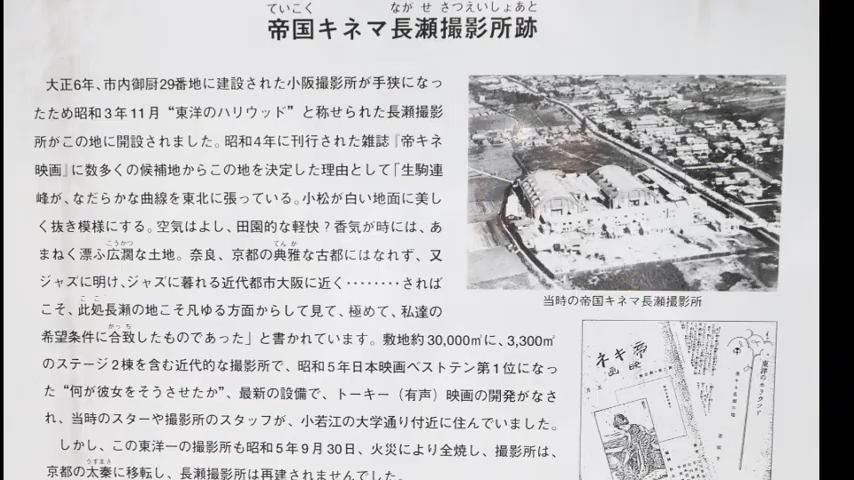 ていこく ながせさつえいしょあと
帝国キネマ長瀬撮影所跡
大正6年、市内御厨29番地に建設された小阪撮影所が手狭になっ
たため昭和3年11月“東洋のハリウッド”と称せられた長瀬撮影
所がこの地に開設されました。昭和4年に刊行された雑誌『帝キネ
映画』に数多くの候補地からこの地を決定した理由として「生駒連
峰が、なだらかな曲線を東北に張っている。小松が白い地面に美し
く抜き模様にする。空気はよし、田園的な軽快?香気が時には、あ
こうかつ てんが
まねく漂ふ広濶な土地。奈良、京都の典雅な古都にはなれず、又
ジャズに明け、ジャズに暮れる近代都市大阪に近く‥‥‥‥されば
ここ
こそ、此処長瀬の地こそ凡ゆる方面からして見て、極めて、私達の
がっち
希望条件に合致したものであった」と書かれています。敷地約30,000㎡に、3,300㎡
のステージ2棟を含む近代的な撮影所で、昭和5年日本映画ベストテン第1位になっ
た“何が彼女をそうさせたか”、最新の設備で、トーキー（有声）映画の開発がなさ
れ、当時のスターや撮影所のスタッフが、小若江の大学通り付近に住んでいました。
しかし、この東洋一の撮影所も昭和5年9月30日、火災により全焼し、撮影所は、
うずまさ
京都の太秦に移転し、長瀬撮影所は再建されませんでした。
当時の帝国キネマ長瀬撮影所
帝キネ
映画
東洋のホリウッド